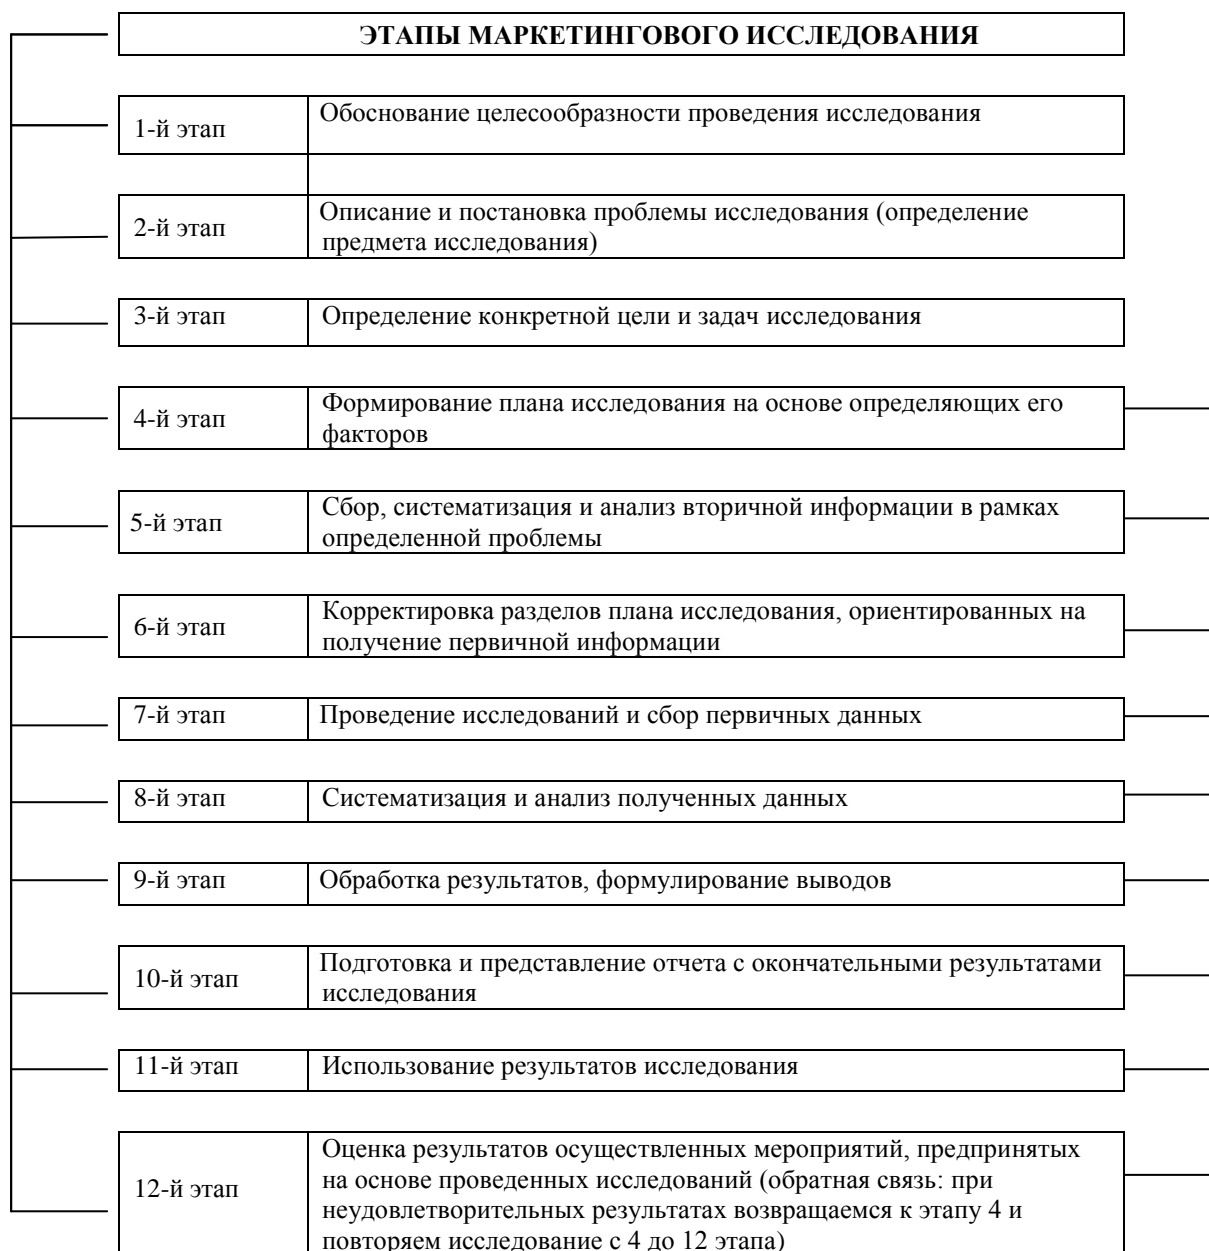 ЭТАПЫ МАРКЕТИНГОВОГО ИССЛЕДОВАНИЯ
1-й этап
Обоснование целесообразности проведения исследования
2-й этап
Описание и постановка проблемы исследования (определение
предмета исследования)
3-й этап
Определение конкретной цели и задач исследования
4-й этап
Формирование плана исследования на основе определяющих его
факторов
5-й этап
Сбор, систематизация и анализ вторичной информации в рамках
определенной проблемы
6-й этап
Корректировка разделов плана исследования, ориентированных на
получение первичной информации
7-й этап
Проведение исследований и сбор первичных данных
8-й этап
Систематизация и анализ полученных данных
9-й этап
Обработка результатов, формулирование выводов
10-й этап
Подготовка и представление отчета с окончательными результатами
исследования
11-й этап
Использование результатов исследования
12-й этап
Оценка результатов осуществленных мероприятий, предпринятых
на основе проведенных исследований (обратная связь: при
неудовлетворительных результатах возвращаемся к этапу 4 и
повторяем исследование с 4 до 12 этапа)